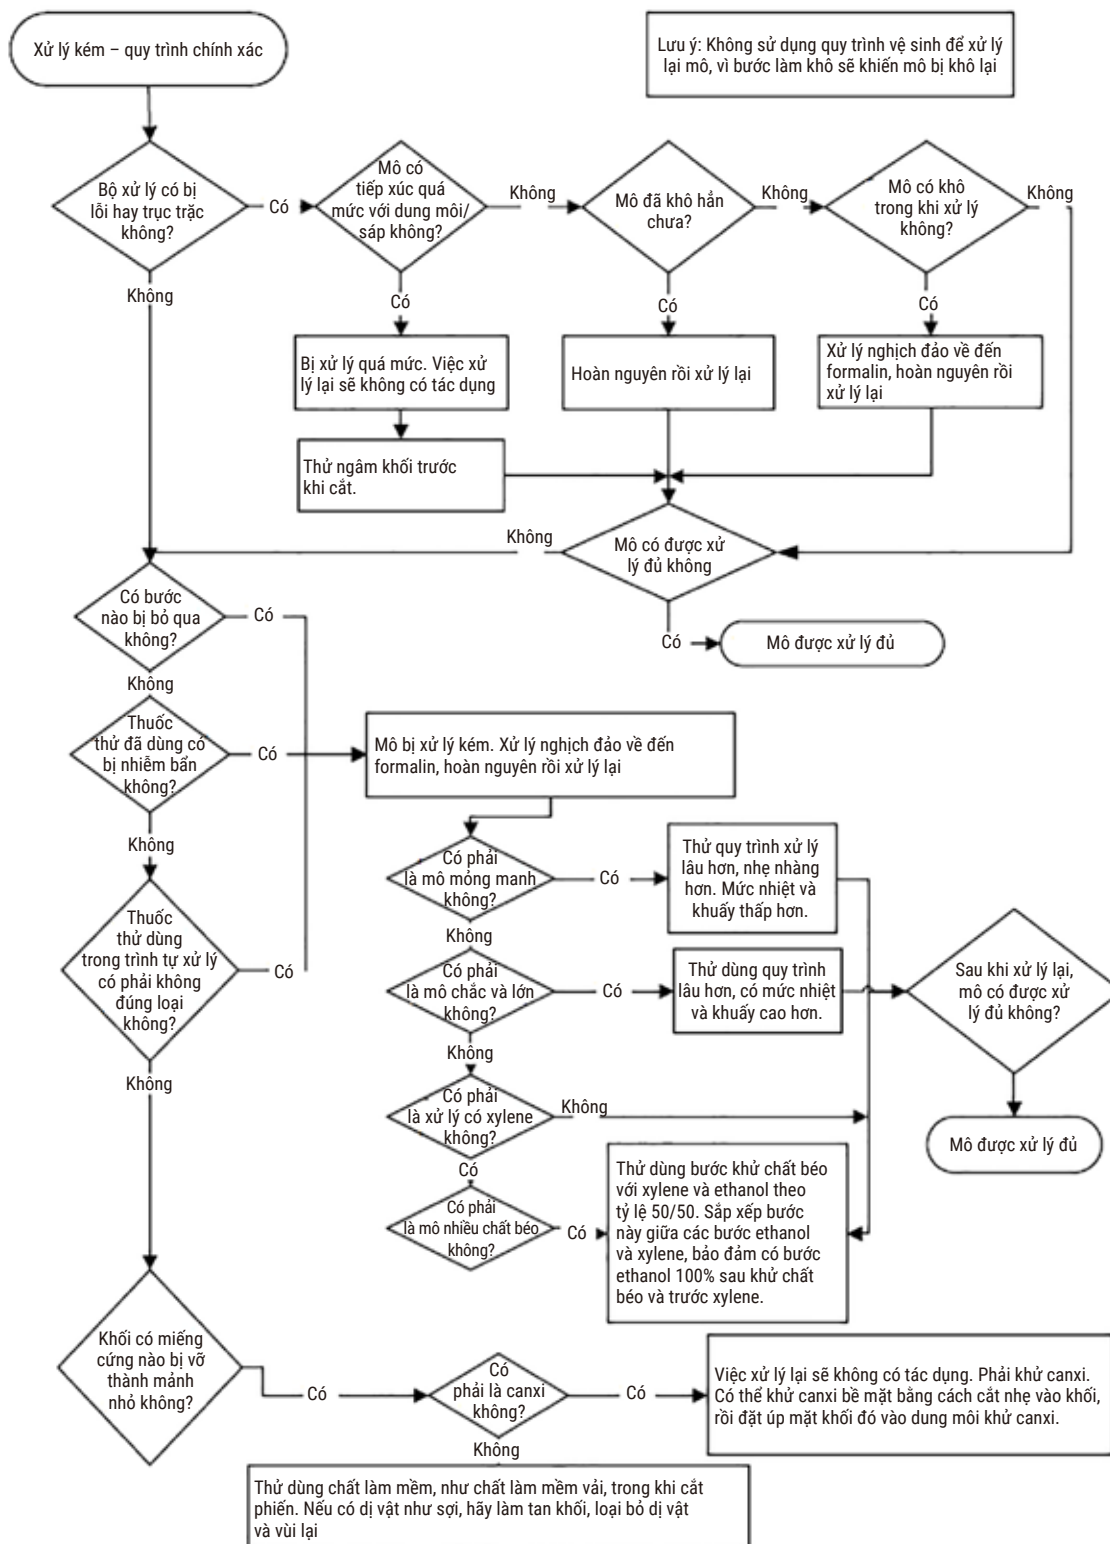 Xử lý kém – quy trình chính xác
Lưu ý: Không sử dụng quy trình vệ sinh để xử lý
lại mô, vì bước làm khô sẽ khiến mô bị khô lại
Bộ xử lý có bị
lỗi hay trục trặc
không?
Có
Mô có
tiếp xúc quá
mức với dung môi/
sáp không?
Không
Mô đã khô hẳn
chưa?
Không
Mô có khô
trong khi xử lý
không?
Không
Không
Có
Có
Có
Bị xử lý quá mức. Việc xử
lý lại sẽ không có tác dụng
Hoàn nguyên rồi xử lý lại
Xử lý nghịch đảo về đến
formalin, hoàn nguyên rồi
xử lý lại
Thử ngâm khối trước
khi cắt.
Không
Mô có được xử
lý đủ không
Có
Mô được xử lý đủ
Có bước
nào bị bỏ qua
không?
Có
Không
Thuốc
thử đã dùng có
bị nhiễm bẩn
không?
Có
Mô bị xử lý kém. Xử lý nghịch đảo về đến
formalin, hoàn nguyên rồi xử lý lại
Không
Thuốc
thử dùng
trong trình tự xử lý
có phải không
đúng loại
không?
Có
Không
Có phải
là mô mỏng manh
không?
Có
Thử quy trình xử lý
lâu hơn, nhẹ nhàng
hơn. Mức nhiệt và
khuấy thấp hơn.
Không
Có phải
là mô chắc và lớn
không?
Có
Thử dùng quy trình
lâu hơn, có mức nhiệt
và khuấy cao hơn.
Sau khi xử lý lại,
mô có được xử
lý đủ không?
Không
Có phải
là xử lý có xylene
không?
Không
Mô được xử lý đủ
Có
Có phải
là mô nhiều chất béo
không?
Có
Thử dùng bước khử chất béo
với xylene và ethanol theo
tỷ lệ 50/50. Sắp xếp bước
này giữa các bước ethanol
và xylene, bảo đảm có bước
ethanol 100% sau khử chất
béo và trước xylene.
Khối có miếng
cứng nào bị vỡ
thành mảnh
nhỏ không?
Có
Có
phải là canxi
không?
Có
Việc xử lý lại sẽ không có tác dụng. Phải khử canxi.
Có thể khử canxi bề mặt bằng cách cắt nhẹ vào khối,
rồi đặt úp mặt khối đó vào dung môi khử canxi.
Không
Thử dùng chất làm mềm, như chất làm mềm vải, trong khi cắt
phiến. Nếu có dị vật như sợi, hãy làm tan khối, loại bỏ dị vật
và vùi lại